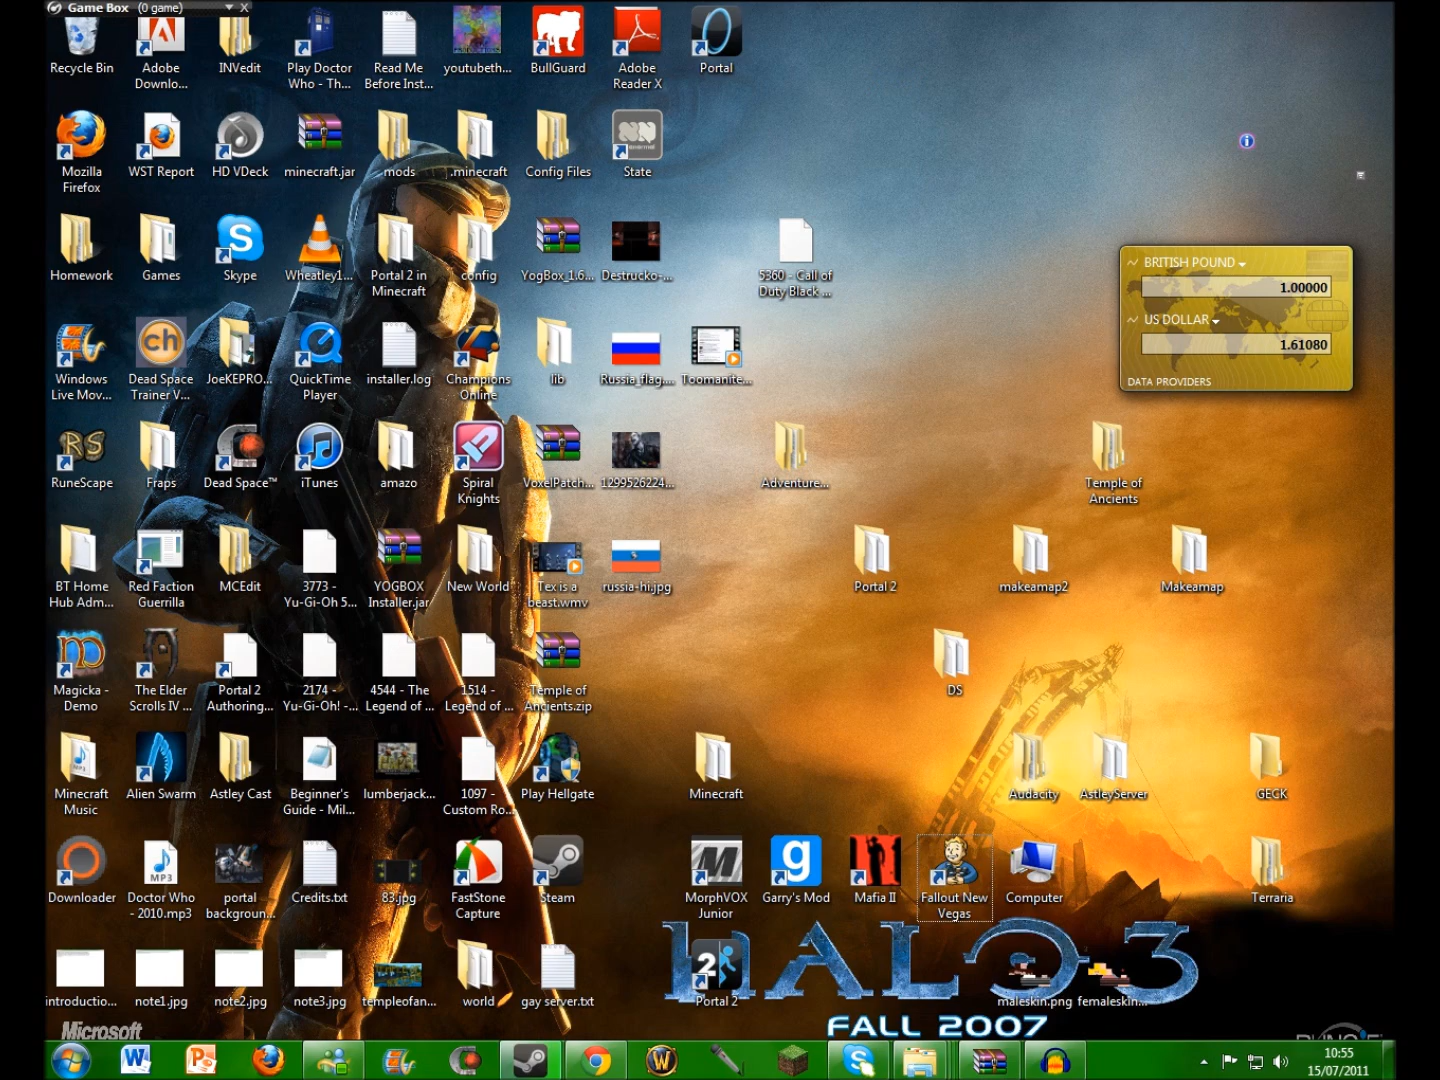 Game Box (0 game) X
Recycle Bin
Adobe
Downlo...
INVedit
Play Doctor
Who - Th...
Read Me
Before Inst...
youtubeth...
BullGuard
Adobe
Reader X
Portal
Mozilla
Firefox
WST Report
HD VDeck
minecraft.jar
mods
.minecraft
Config Files
State
Homework
Games
Skype
Wheatley1...
Portal 2 in
Minecraft
config
YogBox_1.6...
Destrucko-...
5360 - Call of
Duty Black ...
BRITISH POUND
1.00000
US DOLLAR
1.61080
DATA PROVIDERS
Windows
Live Mov...
ch
Dead Space
Trainer V...
JoeKEPRO...
QuickTime
Player
installer.log
Champions
Online
lib
Russia_flag....
Toomanite...
RS
RuneScape
Fraps
Dead Space™
iTunes
amazo
Spiral
Knights
VoxelPatch...
1299526224...
Adventure...
Temple of
Ancients
BT Home
Hub Adm...
Red Faction
Guerrilla
MCEdit
3773 -
Yu-Gi-Oh 5...
YOGBOX
Installer.jar
New World
Tex is a
beast.wmv
russia-hi.jpg
Portal 2
makeamap2
Makeamap
Magicka -
Demo
The Elder
Scrolls IV ...
Portal 2
Authoring...
2174 -
Yu-Gi-Oh! -...
4544 - The
Legend of ...
1514 -
Legend of ...
Temple of
Ancients.zip
DS
Minecraft
Music
Alien Swarm
Astley Cast
Beginner's
Guide - Mil...
lumberjack...
1097 -
Custom Ro...
Play Hellgate
Minecraft
Audacity
AstleyServer
GECK
Downloader
MP3
Doctor Who
- 2010.mp3
portal
backgroun...
Credits.txt
83.jpg
FastStone
Capture
Steam
MorphVOX
Junior
g
Garry's Mod
Mafia II
Fallout New
Vegas
Computer
Terraria
introductio...
note1.jpg
note2.jpg
note3.jpg
templeofan...
world
gay server.txt
2
Portal 2
maleskin.png
femaleskin...
HALO 3
FALL 2007
Microsoft
10:55
15/07/2011